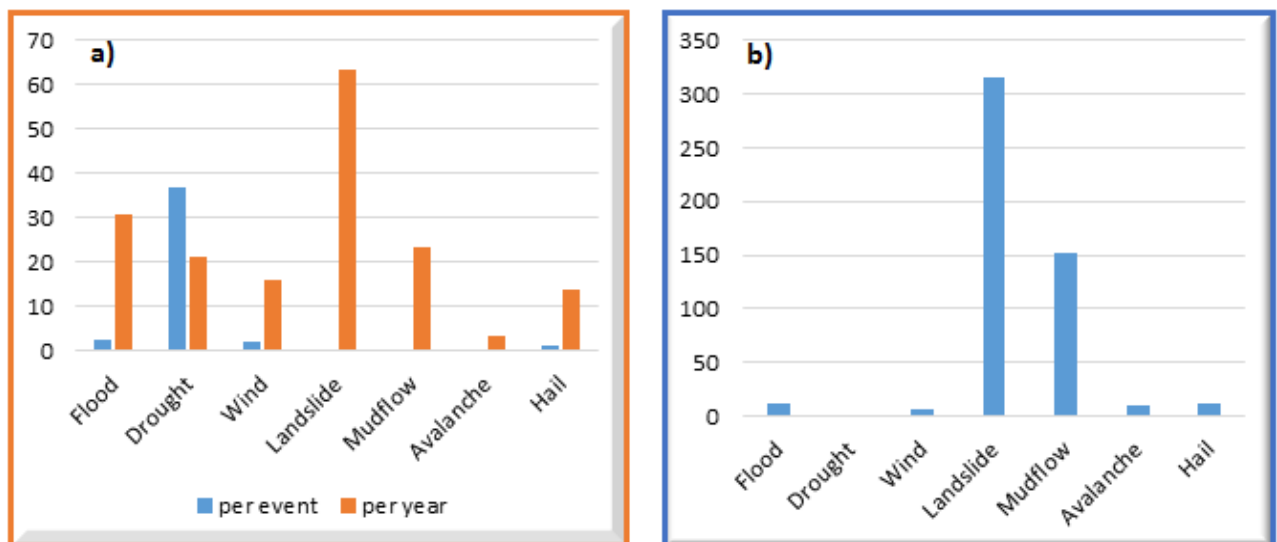 a)
70
60
50
40
30
20
10
0
Flood
Drought
Wind
Landslide
Mudflow
Avalanche
Hail
per event
per year
b)
350
300
250
200
150
100
50
0
Flood
Drought
Wind
Landslide
Mudflow
Avalanche
Hail